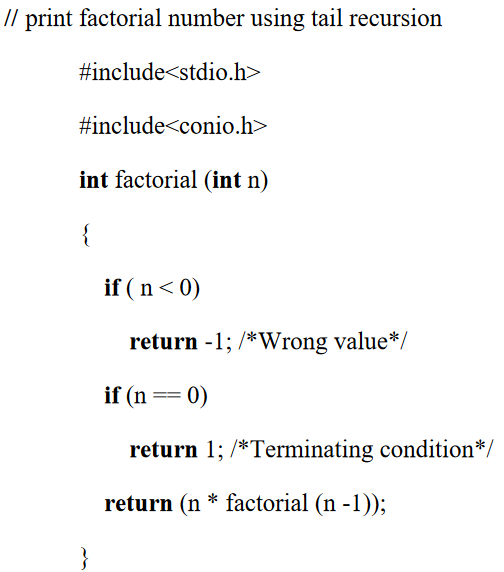 // print factorial number using tail recursion
#include<stdio.h>
#include<conio.h>
int factorial (int n)
{
if ( n < 0)
return -1; /*Wrong value*/
if (n == 0)
return 1; /*Terminating condition*/
return (n * factorial (n -1));
}